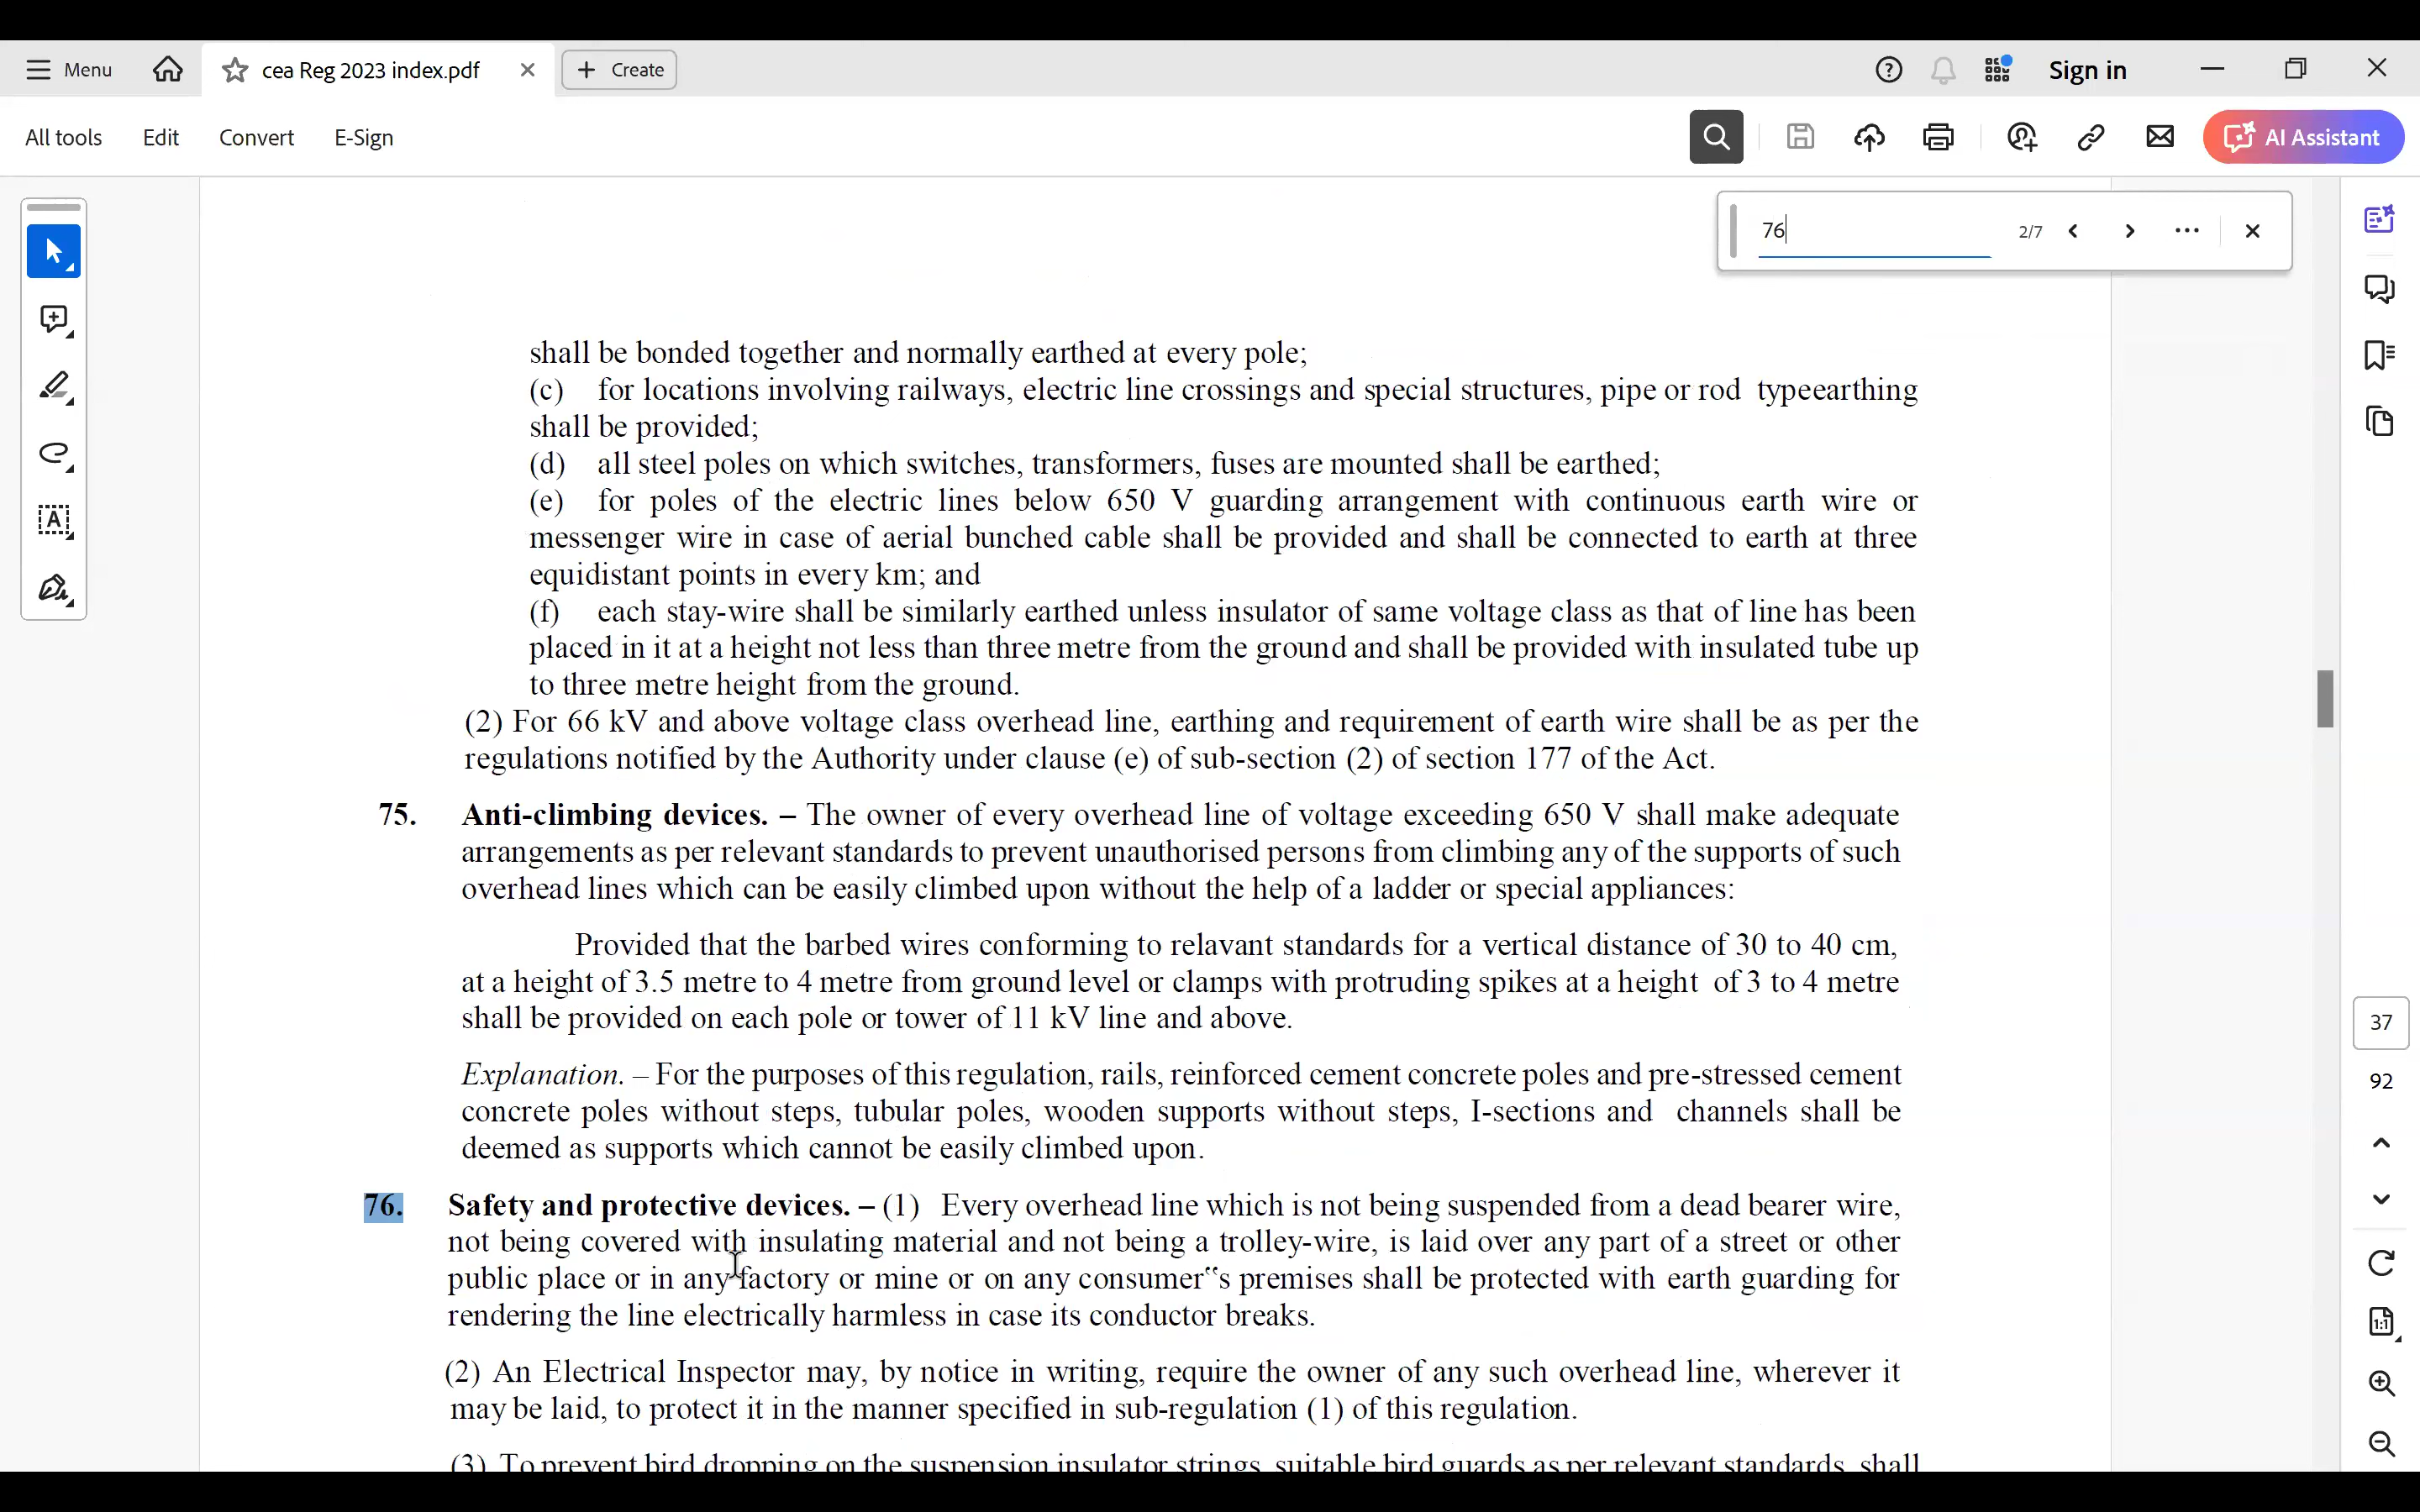 Menu
cea Reg 2023 index.pdf
Create
Sign in
All tools Edit Convert E-Sign
AI Assistant
76 2/7
shall be bonded together and normally earthed at every pole;
(c) for locations involving railways, electric line crossings and special structures, pipe or rod typeearthing
shall be provided;
(d) all steel poles on which switches, transformers, fuses are mounted shall be earthed;
(e) for poles of the electric lines below 650 V guarding arrangement with continuous earth wire or
messenger wire in case of aerial bunched cable shall be provided and shall be connected to earth at three
equidistant points in every km; and
(f) each stay-wire shall be similarly earthed unless insulator of same voltage class as that of line has been
placed in it at a height not less than three metre from the ground and shall be provided with insulated tube up
to three metre height from the ground.
(2) For 66 kV and above voltage class overhead line, earthing and requirement of earth wire shall be as per the
regulations notified by the Authority under clause (e) of sub-section (2) of section 177 of the Act.
75. Anti-climbing devices. – The owner of every overhead line of voltage exceeding 650 V shall make adequate
arrangements as per relevant standards to prevent unauthorised persons from climbing any of the supports of such
overhead lines which can be easily climbed upon without the help of a ladder or special appliances:
Provided that the barbed wires conforming to relavant standards for a vertical distance of 30 to 40 cm,
at a height of 3.5 metre to 4 metre from ground level or clamps with protruding spikes at a height of 3 to 4 metre
shall be provided on each pole or tower of 11 kV line and above.
Explanation. – For the purposes of this regulation, rails, reinforced cement concrete poles and pre-stressed cement
concrete poles without steps, tubular poles, wooden supports without steps, I-sections and channels shall be
deemed as supports which cannot be easily climbed upon.
76. Safety and protective devices. – (1) Every overhead line which is not being suspended from a dead bearer wire,
not being covered with insulating material and not being a trolley-wire, is laid over any part of a street or other
public place or in any factory or mine or on any consumer‟s premises shall be protected with earth guarding for
rendering the line electrically harmless in case its conductor breaks.
(2) An Electrical Inspector may, by notice in writing, require the owner of any such overhead line, wherever it
may be laid, to protect it in the manner specified in sub-regulation (1) of this regulation.
(3) To prevent bird dropping on the suspension insulator strings, suitable bird guards as per relevant standards, shall
37
92
1:1